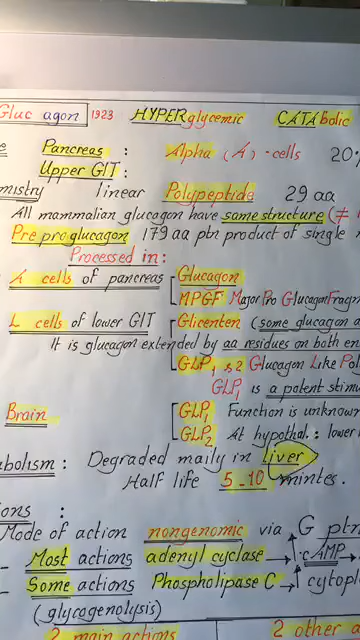 Gluc agon 1923 HYPERglycemic CATAbolic
Pancreas : Alpha (A) - cells 20%
Upper GIT :
mistry linear Polypeptide 29 aa
All mammalian glucagon have same structure (≠
Pre proglucagon 179 aa ptn product of single
Processed in:
A cells of pancreas Glucagon
MPGF Major Pro Glucagon Fragm
L cells of lower GIT Glicenten (some glucagon a
It is glucagon extended by aa residues on both en
GLP1 & 2 Glucagon Like Pol
GLP1 is a potent stimu
Brain GLP1 Function is unknown
GLP2 At hypothal.: lower
abolism : Degraded maily in liver
Half life 5-10 mintes.
ions :
Mode of action nongenomic via G ptn
- Most actions adenyl cyclase → ↑cAMP →
- Some actions Phospholipase C → ↑ cytopl
(glycogenolysis)
2 main actions 2 other a